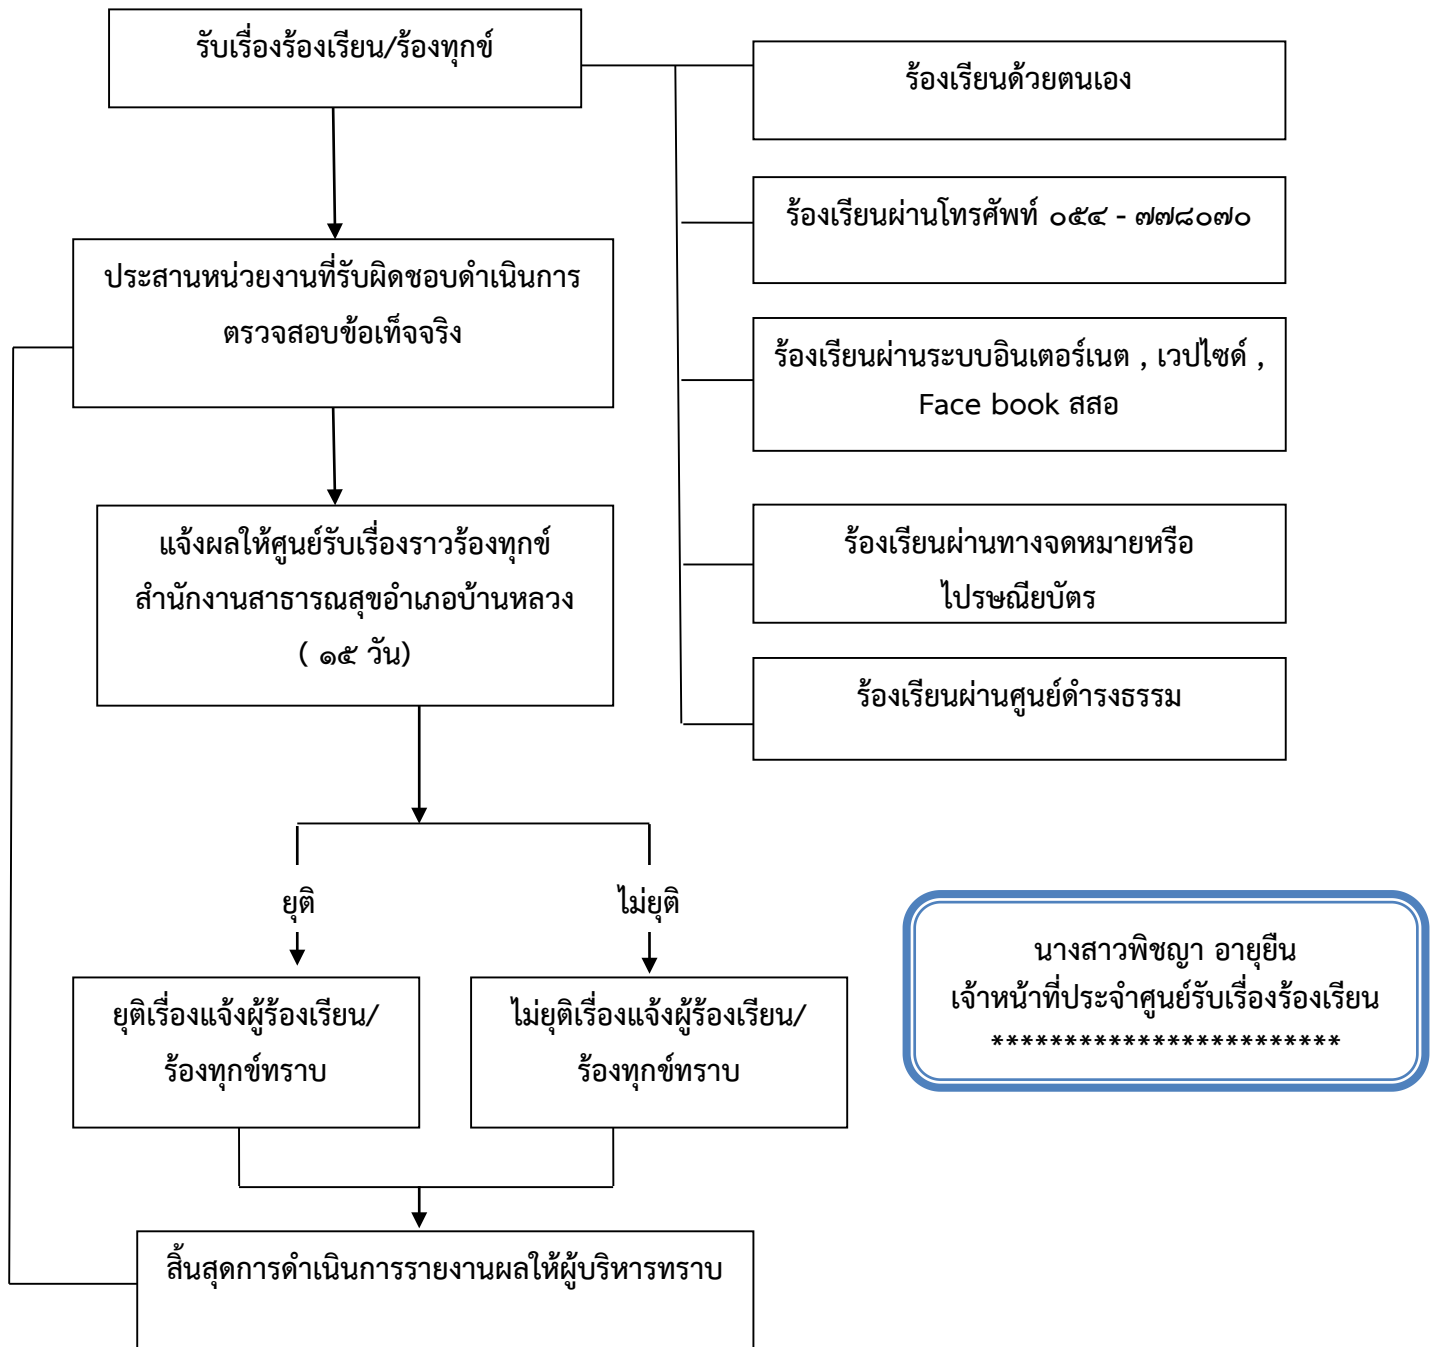 รับเรื่องร้องเรียน/ร้องทุกข์
ร้องเรียนด้วยตนเอง
ร้องเรียนผ่านโทรศัพท์ ๐๕๔ - ๗๗๘๐๗๐
ประสานหน่วยงานที่รับผิดชอบดำเนินการ
ตรวจสอบข้อเท็จจริง
ร้องเรียนผ่านระบบอินเตอร์เนต , เวปไซด์ ,
Face book สสอ
แจ้งผลให้ศูนย์รับเรื่องราวร้องทุกข์
สำนักงานสาธารณสุขอำเภอบ้านหลวง
( ๑๕ วัน)
ร้องเรียนผ่านทางจดหมายหรือ
ไปรษณียบัตร
ร้องเรียนผ่านศูนย์ดำรงธรรม
ยุติ
ไม่ยุติ
ยุติเรื่องแจ้งผู้ร้องเรียน/
ร้องทุกข์ทราบ
ไม่ยุติเรื่องแจ้งผู้ร้องเรียน/
ร้องทุกข์ทราบ
นางสาวพิชญา อายุยืน
เจ้าหน้าที่ประจำศูนย์รับเรื่องร้องเรียน
************************
สิ้นสุดการดำเนินการรายงานผลให้ผู้บริหารทราบ